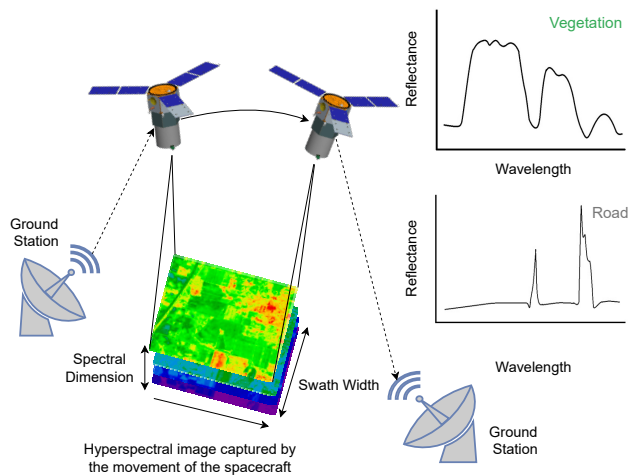 Vegetation
Reflectance
Wavelength
Road
Reflectance
Wavelength
Ground
Station
Spectral
Dimension
Swath Width
Hyperspectral image captured by
the movement of the spacecraft
Ground
Station